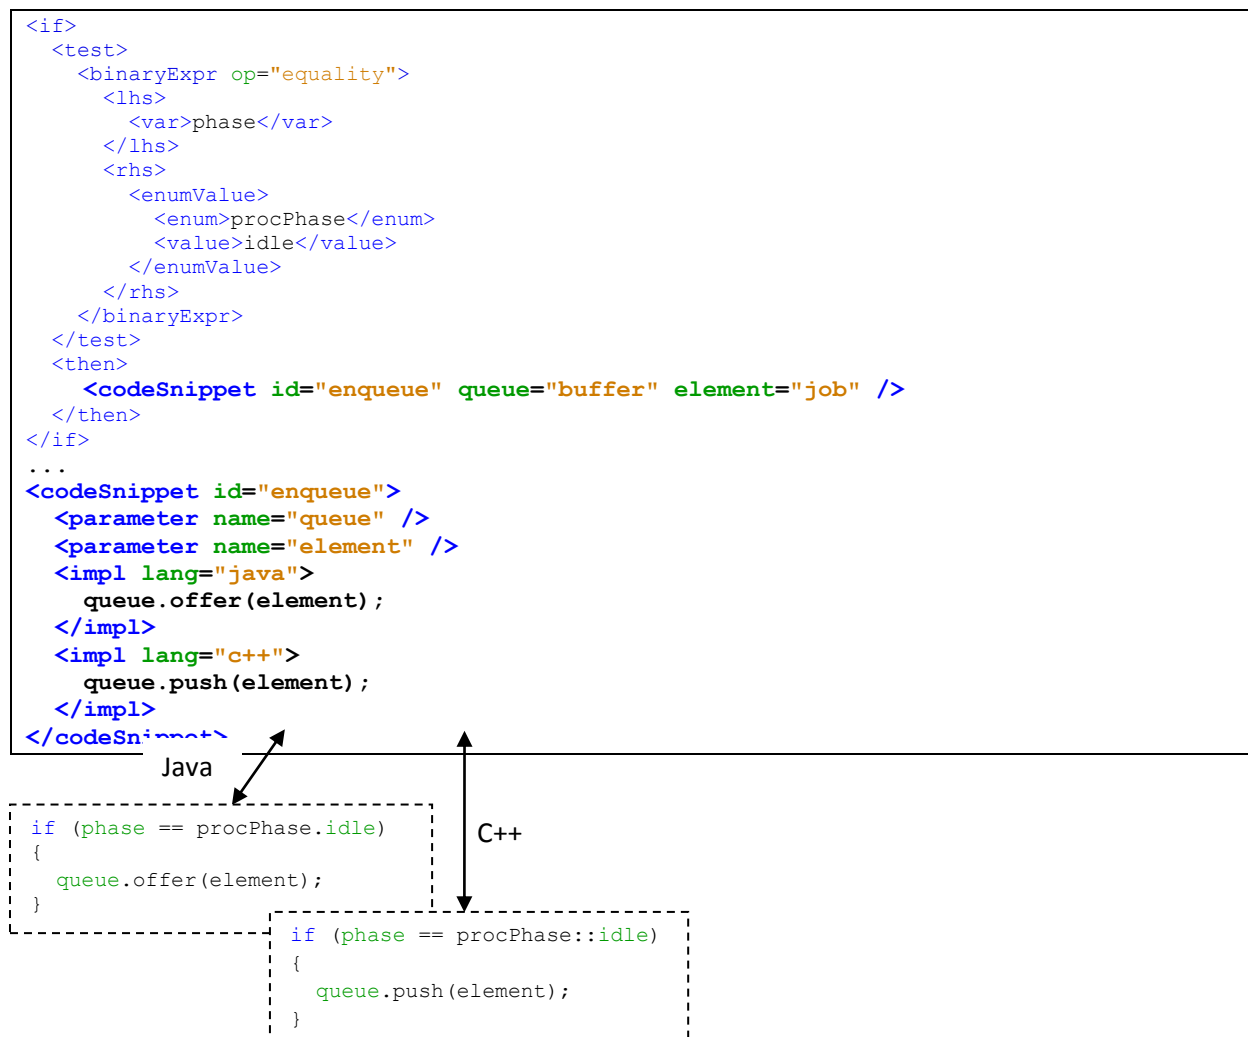 <if>
  <test>
    <binaryExpr op="equality">
      <lhs>
        <var>phase</var>
      </lhs>
      <rhs>
        <enumValue>
          <enum>procPhase</enum>
          <value>idle</value>
        </enumValue>
      </rhs>
    </binaryExpr>
  </test>
  <then>
    <codeSnippet id="enqueue" queue="buffer" element="job" />
  </then>
</if>
...
<codeSnippet id="enqueue">
  <parameter name="queue" />
  <parameter name="element" />
  <impl lang="java">
    queue.offer(element);
  </impl>
  <impl lang="c++">
    queue.push(element);
  </impl>
</codeSnippet>
Java
if (phase == procPhase.idle)
{
  queue.offer(element);
}
C++
if (phase == procPhase::idle)
{
  queue.push(element);
}